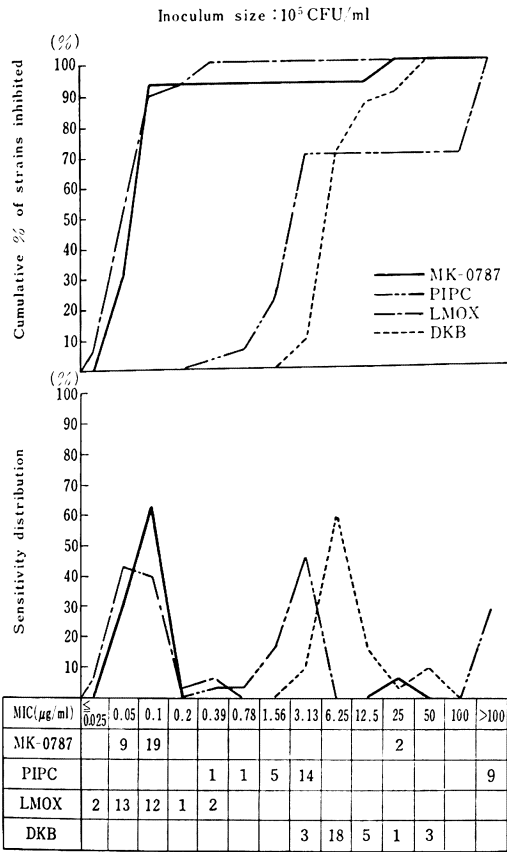 Inoculum size : 10⁵ CFU/ml
(%)
100
90
80
70
60
50
40
30
20
10
Cumulative % of strains inhibited
MK-0787
PIPC
LMOX
DKB
(%)
100
90
80
70
60
50
40
30
20
10
Sensitivity distribution
MIC(μg/ml) ≦0.025 0.05 0.1 0.2 0.39 0.78 1.56 3.13 6.25 12.5 25 50 100 >100
MK-0787 9 19 2
PIPC 1 1 5 14 9
LMOX 2 13 12 1 2
DKB 3 18 5 1 3